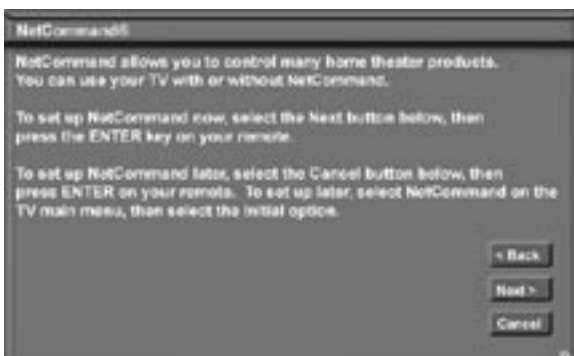 NetCommand®
NetCommand allows you to control many home theater products.
You can use your TV with or without NetCommand.
To set up NetCommand now, select the Next button below, then
press the ENTER key on your remote.
To set up NetCommand later, select the Cancel button below, then
press ENTER on your remote. To set up later, select NetCommand on the
TV main menu, then select the Initial option.
< Back
Next >
Cancel